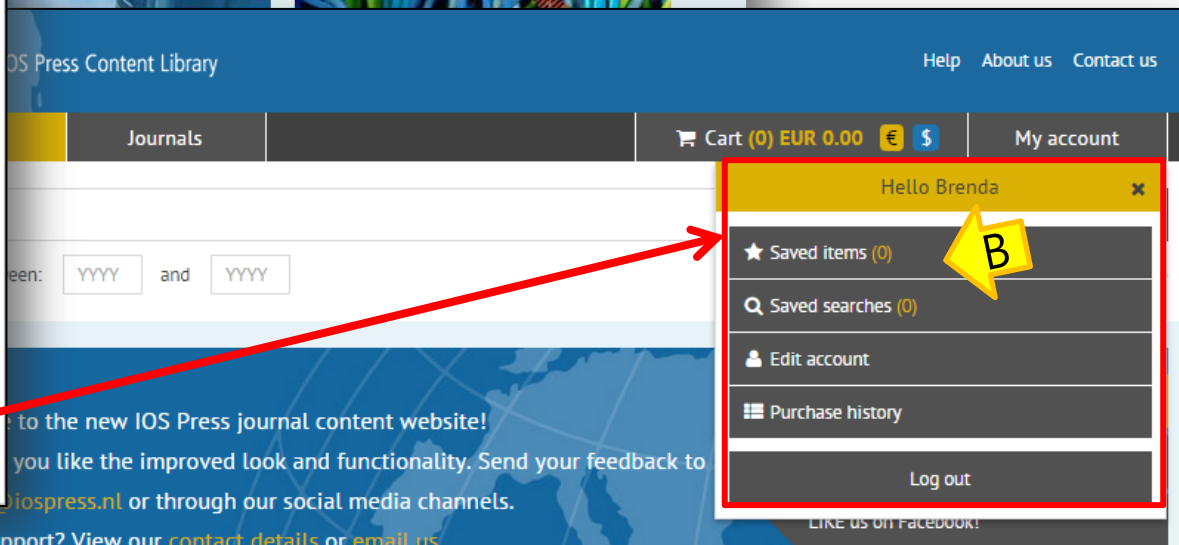 OS Press Content Library
Help About us Contact us
Journals
Cart (0) EUR 0.00 € $
My account
Hello Brenda ×
een: YYYY and YYYY
Saved items (0)
B
Saved searches (0)
Edit account
Purchase history
Log out
to the new IOS Press journal content website!
you like the improved look and functionality. Send your feedback to
@iospress.nl or through our social media channels.
LIKE us on Facebook!
pport? View our contact details or email us